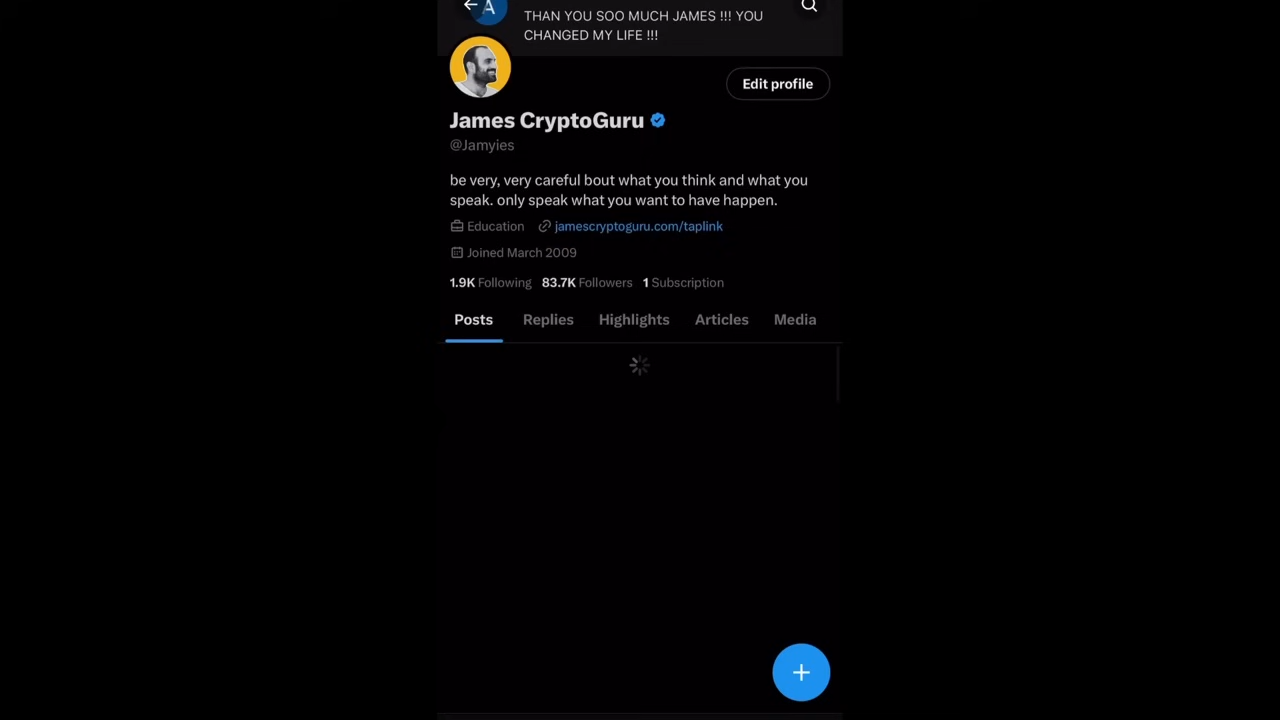 A
THAN YOU SOO MUCH JAMES !!! YOU
CHANGED MY LIFE !!!
Edit profile
James CryptoGuru
@Jamyies
be very, very careful bout what you think and what you
speak. only speak what you want to have happen.
Education jamescryptoguru.com/taplink
Joined March 2009
1.9K Following 83.7K Followers 1 Subscription
Posts Replies Highlights Articles Media